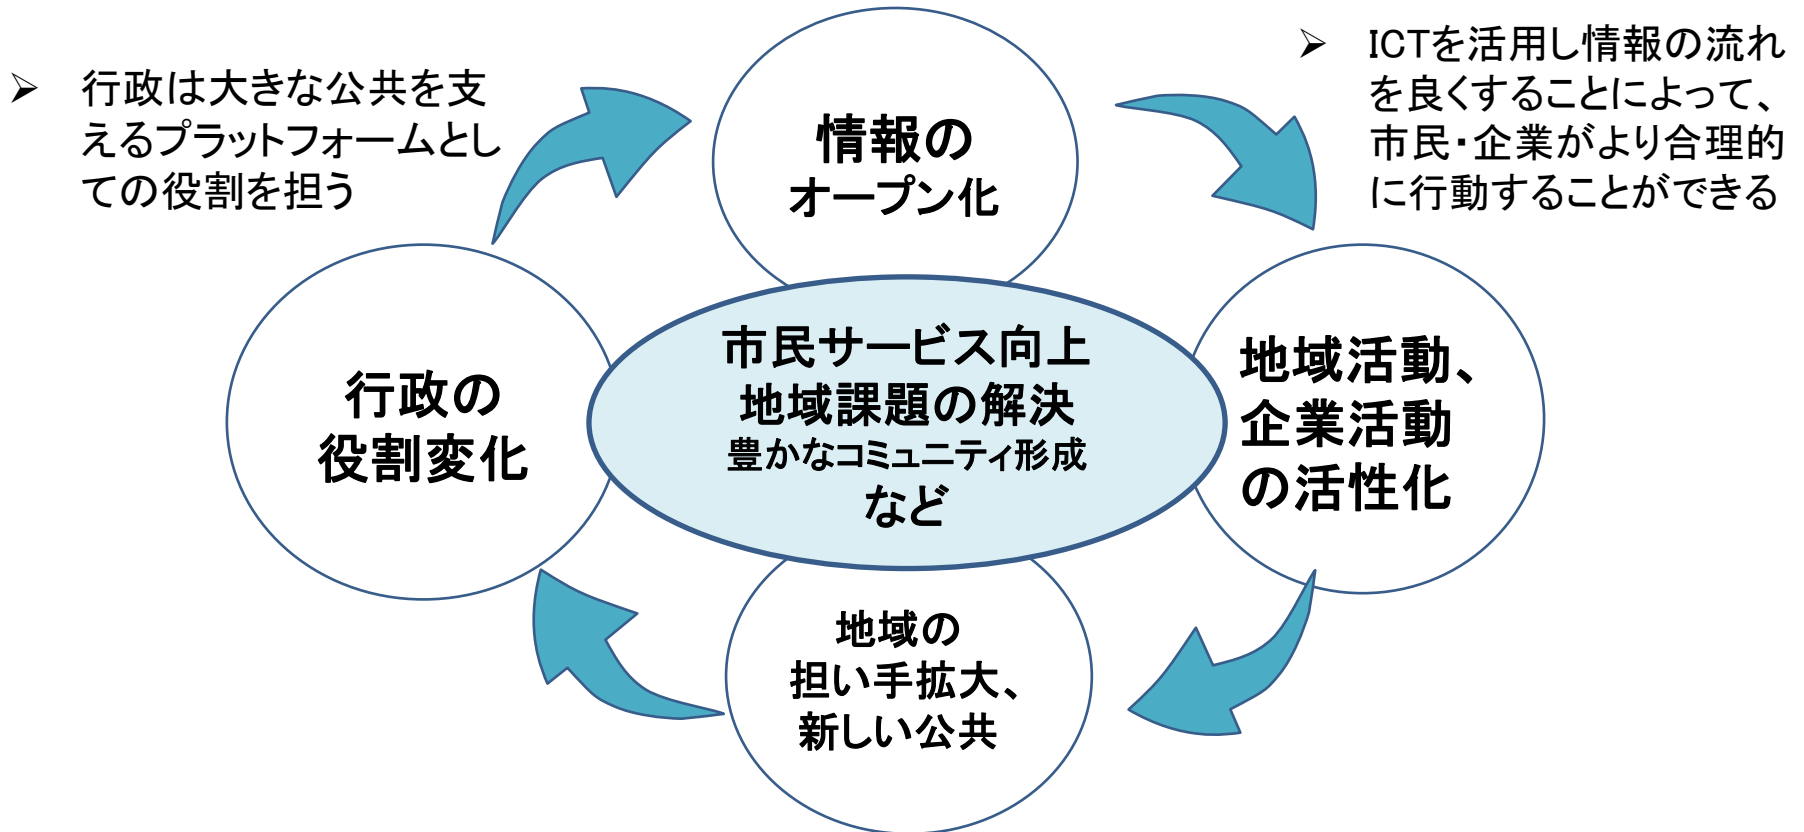 ➢ 行政は大きな公共を支
えるプラットフォームとし
ての役割を担う
情報の
オープン化
➢ ICTを活用し情報の流れ
を良くすることによって、
市民・企業がより合理的
に行動することができる
行政の
役割変化
市民サービス向上
地域課題の解決
豊かなコミュニティ形成
など
地域活動、
企業活動
の活性化
地域の
担い手拡大、
新しい公共